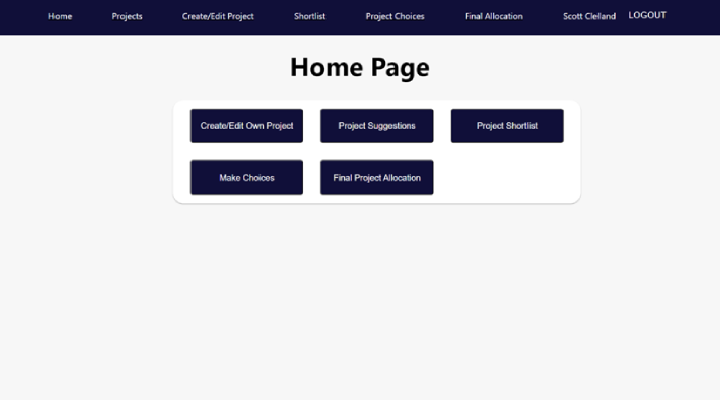 Home Projects Create/Edit Project Shortlist Project Choices Final Allocation Scott Clelland LOGOUT
Home Page
Create/Edit Own Project Project Suggestions Project Shortlist
Make Choices Final Project Allocation